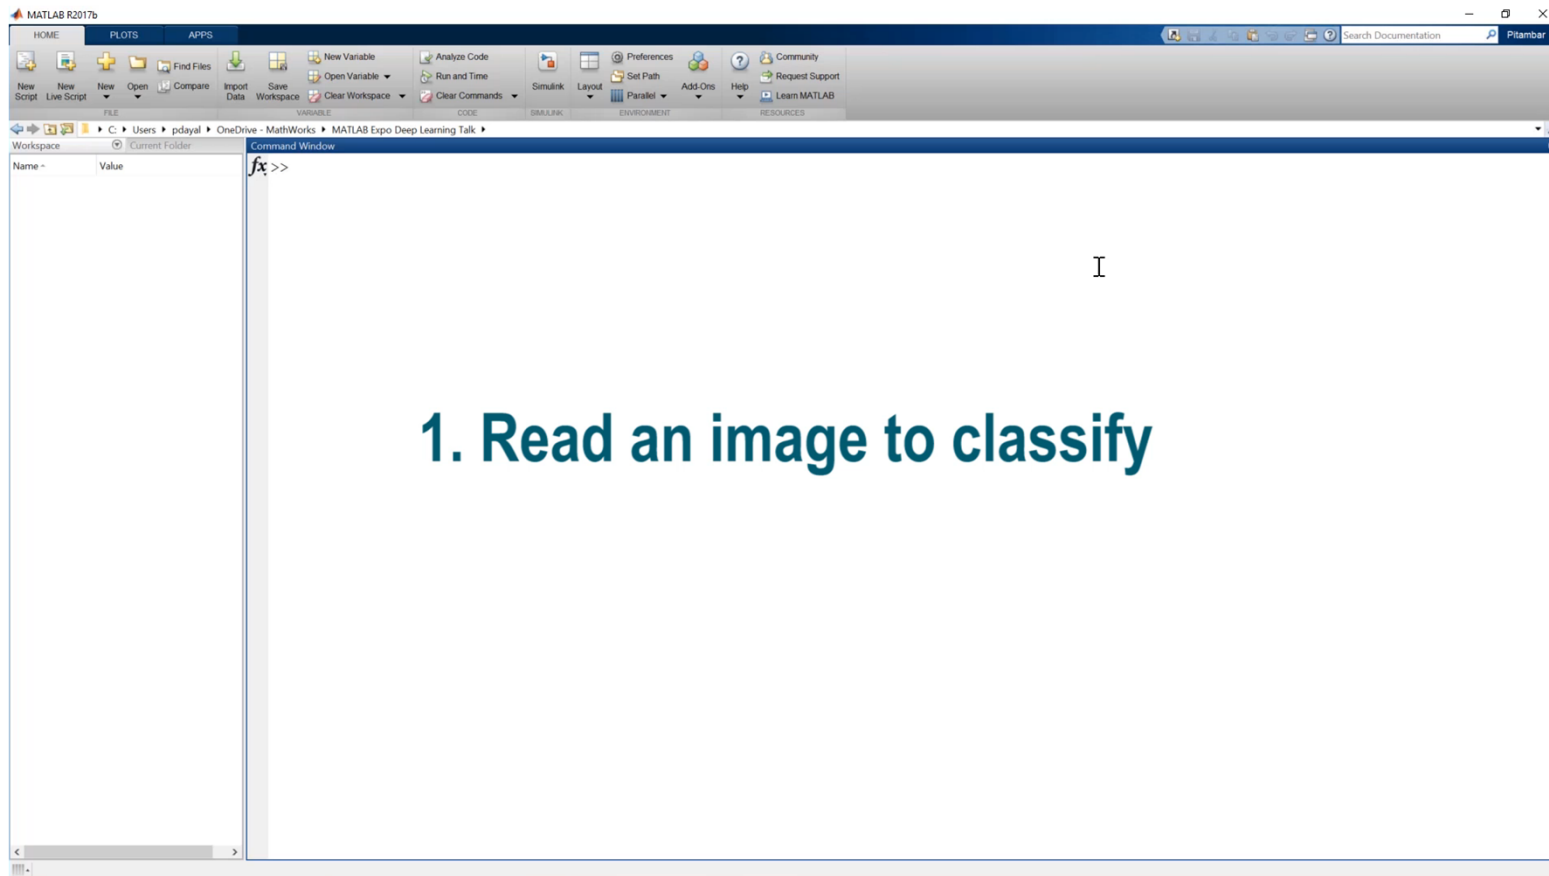 MATLAB R2017b
HOME PLOTS APPS
Search Documentation Pitambar
New Script
New Live Script
New
Open
Find Files
Compare
FILE
Import Data
Save Workspace
New Variable
Open Variable
Clear Workspace
VARIABLE
Analyze Code
Run and Time
Clear Commands
CODE
Simulink
SIMULINK
Layout
Preferences
Set Path
Parallel
Add-Ons
ENVIRONMENT
Help
Community
Request Support
Learn MATLAB
RESOURCES
C: Users pdayal OneDrive - MathWorks MATLAB Expo Deep Learning Talk
Workspace Current Folder Command Window
Name Value
fx >>
1. Read an image to classify